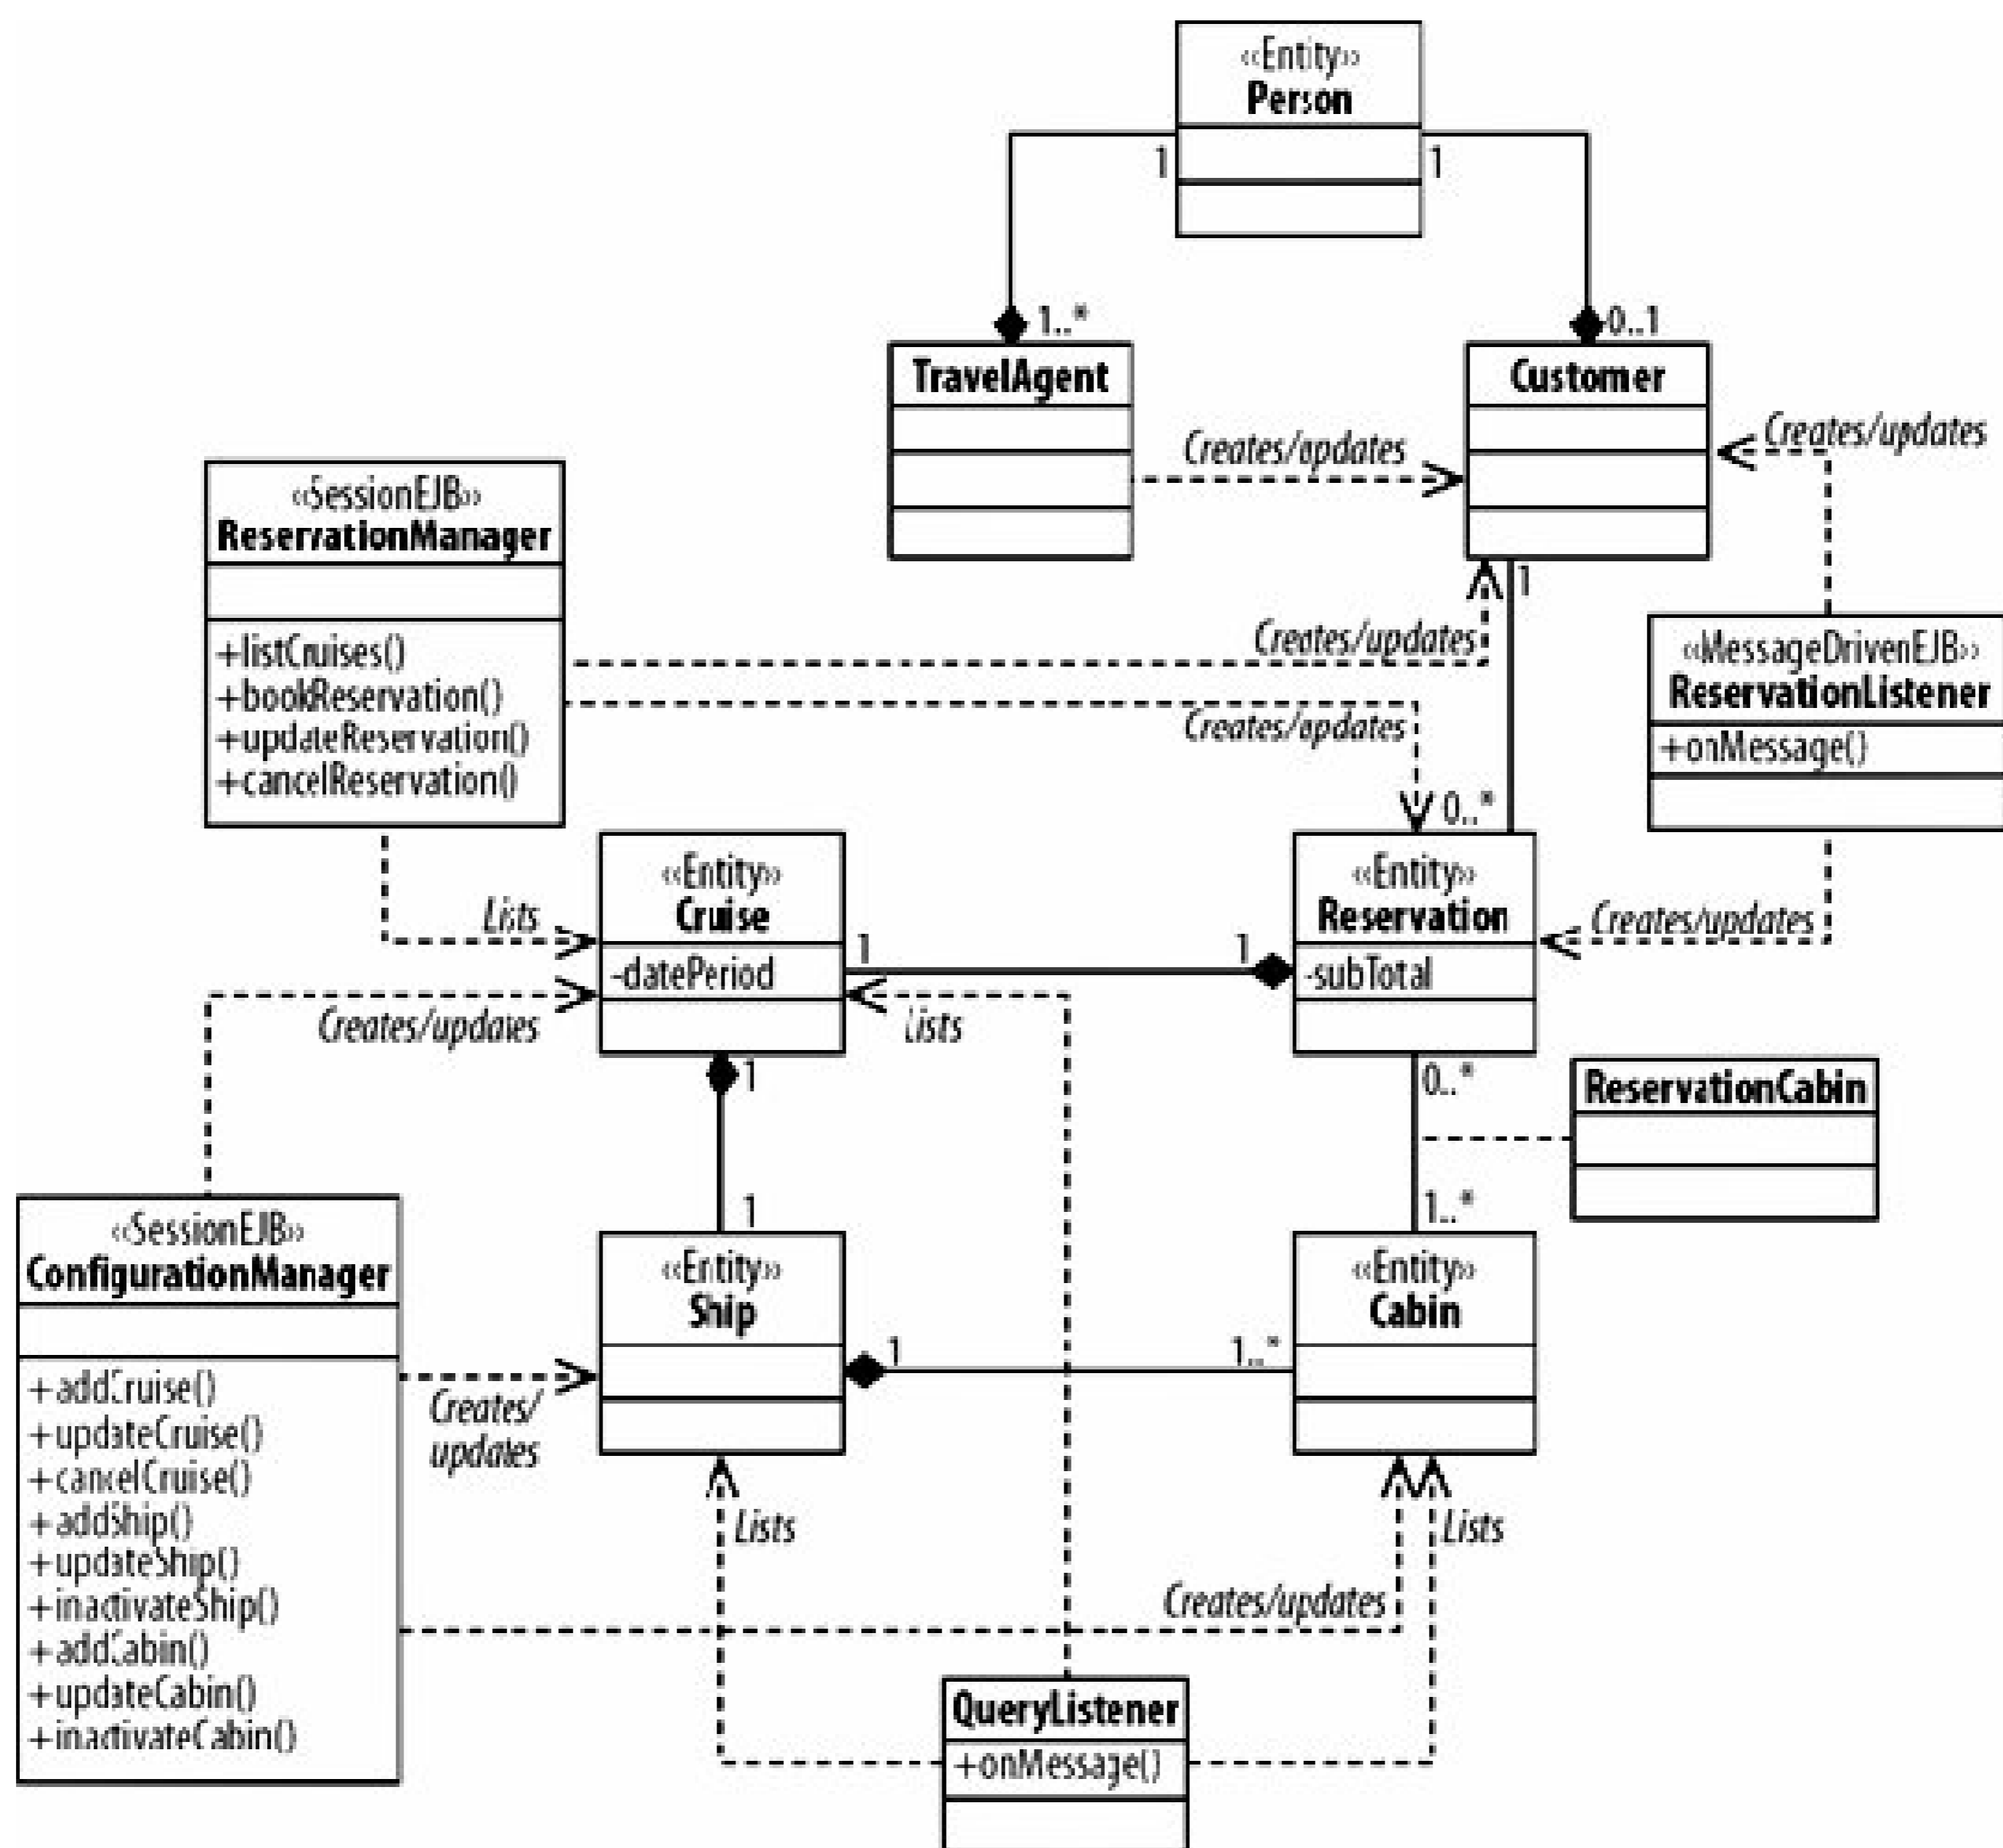 «Entity»
Person
1
1
1..*
0..1
TravelAgent
Customer
Creates/updates
Creates/updates
«SessionEJB»
ReservationManager
+listCruises()
+bookReservation()
+updateReservation()
+cancelReservation()
Creates/updates
Creates/updates
1
«MessageDrivenEJB»
ReservationListener
+onMessage()
0..*
Lists
«Entity»
Cruise
-datePeriod
1
1
«Entity»
Reservation
-subTotal
Creates/updates
Creates/updates
Lists
1
0..*
ReservationCabin
1
1..*
«SessionEJB»
ConfigurationManager
+addCruise()
+updateCruise()
+cancelCruise()
+addShip()
+updateShip()
+inactivateShip()
+addCabin()
+updateCabin()
+inactivateCabin()
«Entity»
Ship
1
1..*
«Entity»
Cabin
Creates/
updates
Lists
Lists
Creates/updates
QueryListener
+onMessage()